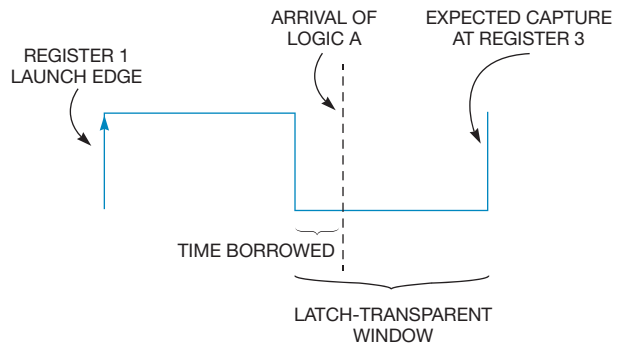 REGISTER 1
LAUNCH EDGE
ARRIVAL OF
LOGIC A
EXPECTED CAPTURE
AT REGISTER 3
TIME BORROWED
LATCH-TRANSPARENT
WINDOW